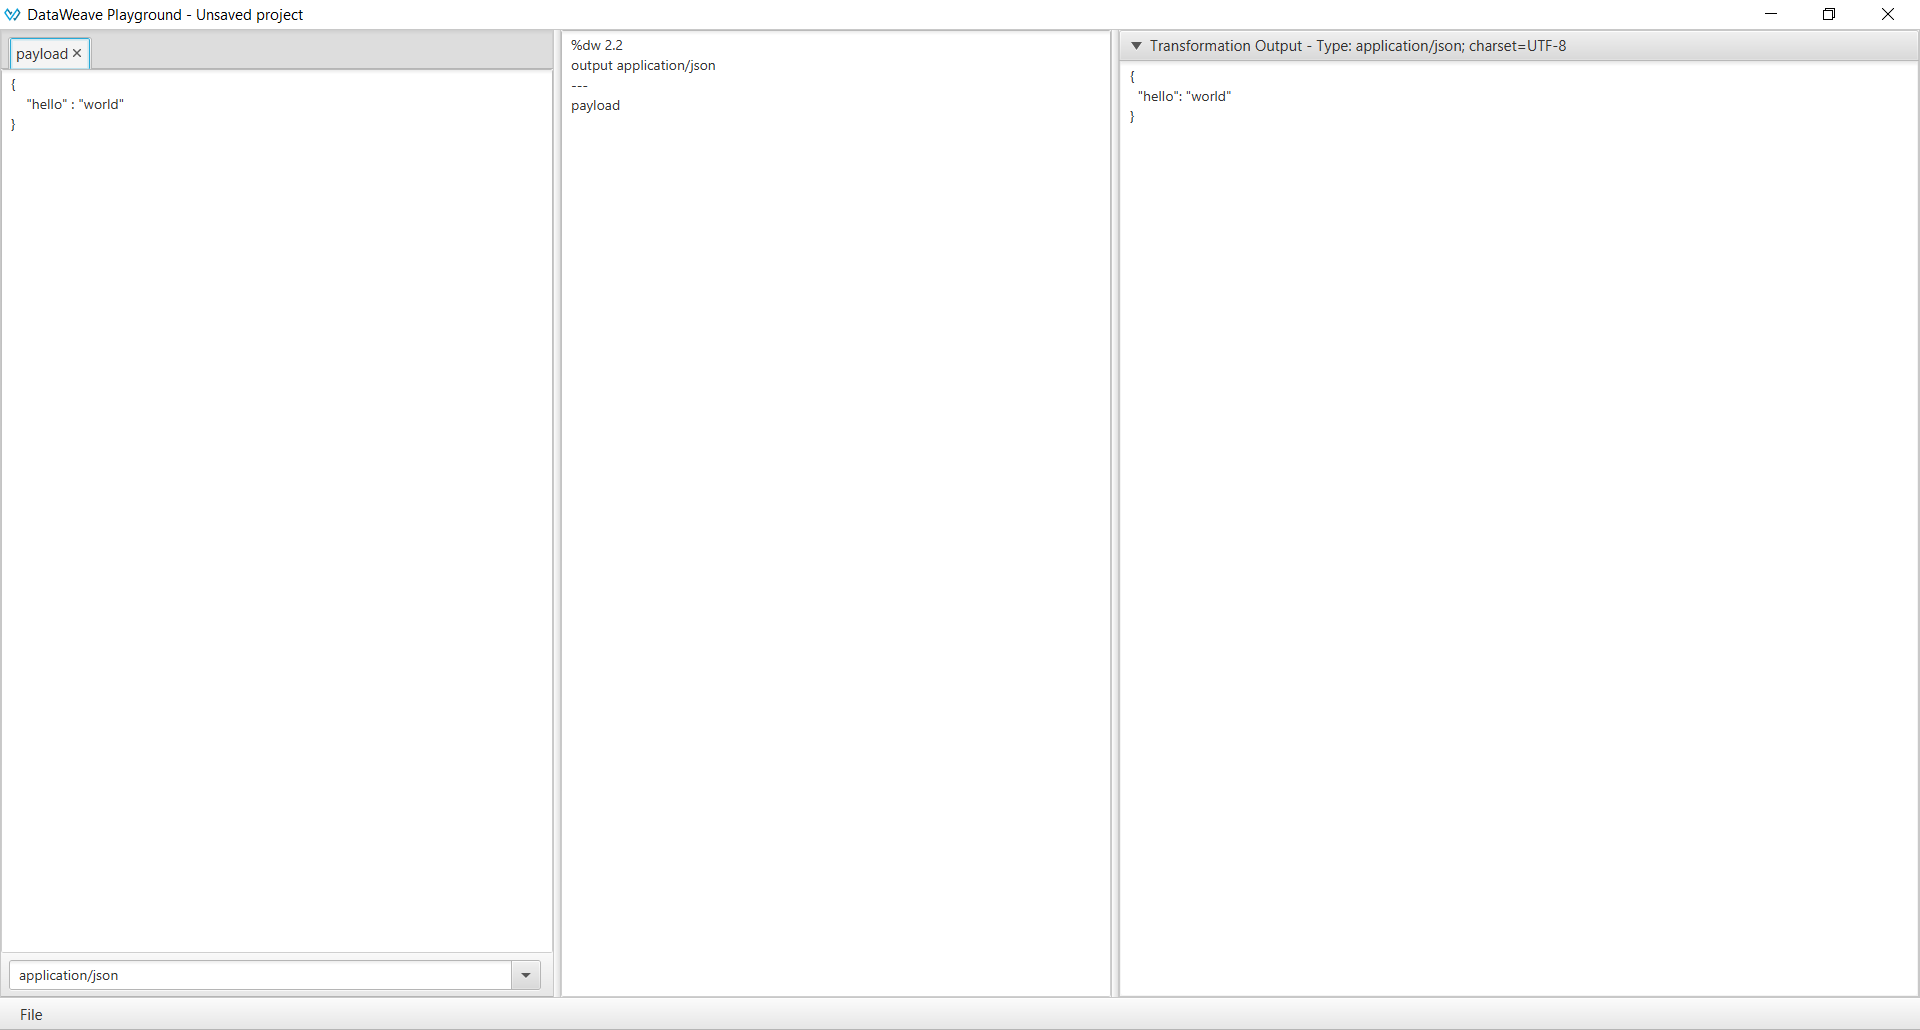 DataWeave Playground - Unsaved project
payload
{
    "hello" : "world"
}
application/json
%dw 2.2
output application/json
---
payload
Transformation Output - Type: application/json; charset=UTF-8
{
  "hello": "world"
}
File